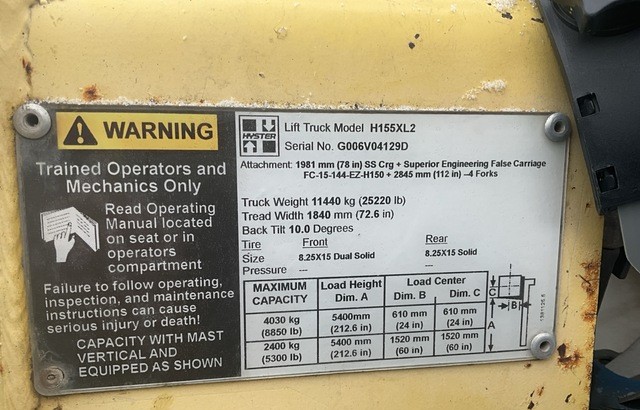 WARNING
Trained Operators and
Mechanics Only
Read Operating
Manual located
on seat or in
operators
compartment
Failure to follow operating,
inspection, and maintenance
instructions can cause
serious injury or death!
CAPACITY WITH MAST
VERTICAL AND
EQUIPPED AS SHOWN
HYSTER
Lift Truck Model H155XL2
Serial No. G006V04129D
Attachment: 1981 mm (78 in) SS Crg + Superior Engineering False Carriage
FC-15-144-EZ-H150 + 2845 mm (112 in) –4 Forks
Truck Weight 11440 kg (25220 lb)
Tread Width 1840 mm (72.6 in)
Back Tilt 10.0 Degrees
Tire Front Rear
Size 8.25X15 Dual Solid 8.25X15 Solid
Pressure --- ---
MAXIMUM CAPACITY Load Height Dim. A Load Center Dim. B Dim. C
4030 kg 5400mm 610 mm 610 mm
(8850 lb) (212.6 in) (24 in) (24 in)
2400 kg 5400 mm 1520 mm 1520 mm
(5300 lb) (212.6 in) (60 in) (60 in)
C
B
A